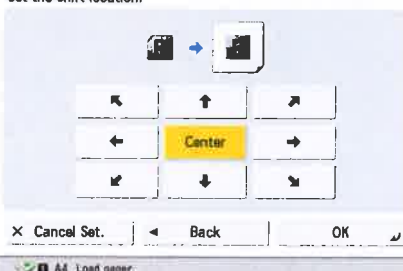 Set the shift location.
Center
× Cancel Set.
◄ Back
OK
A4 Load paper